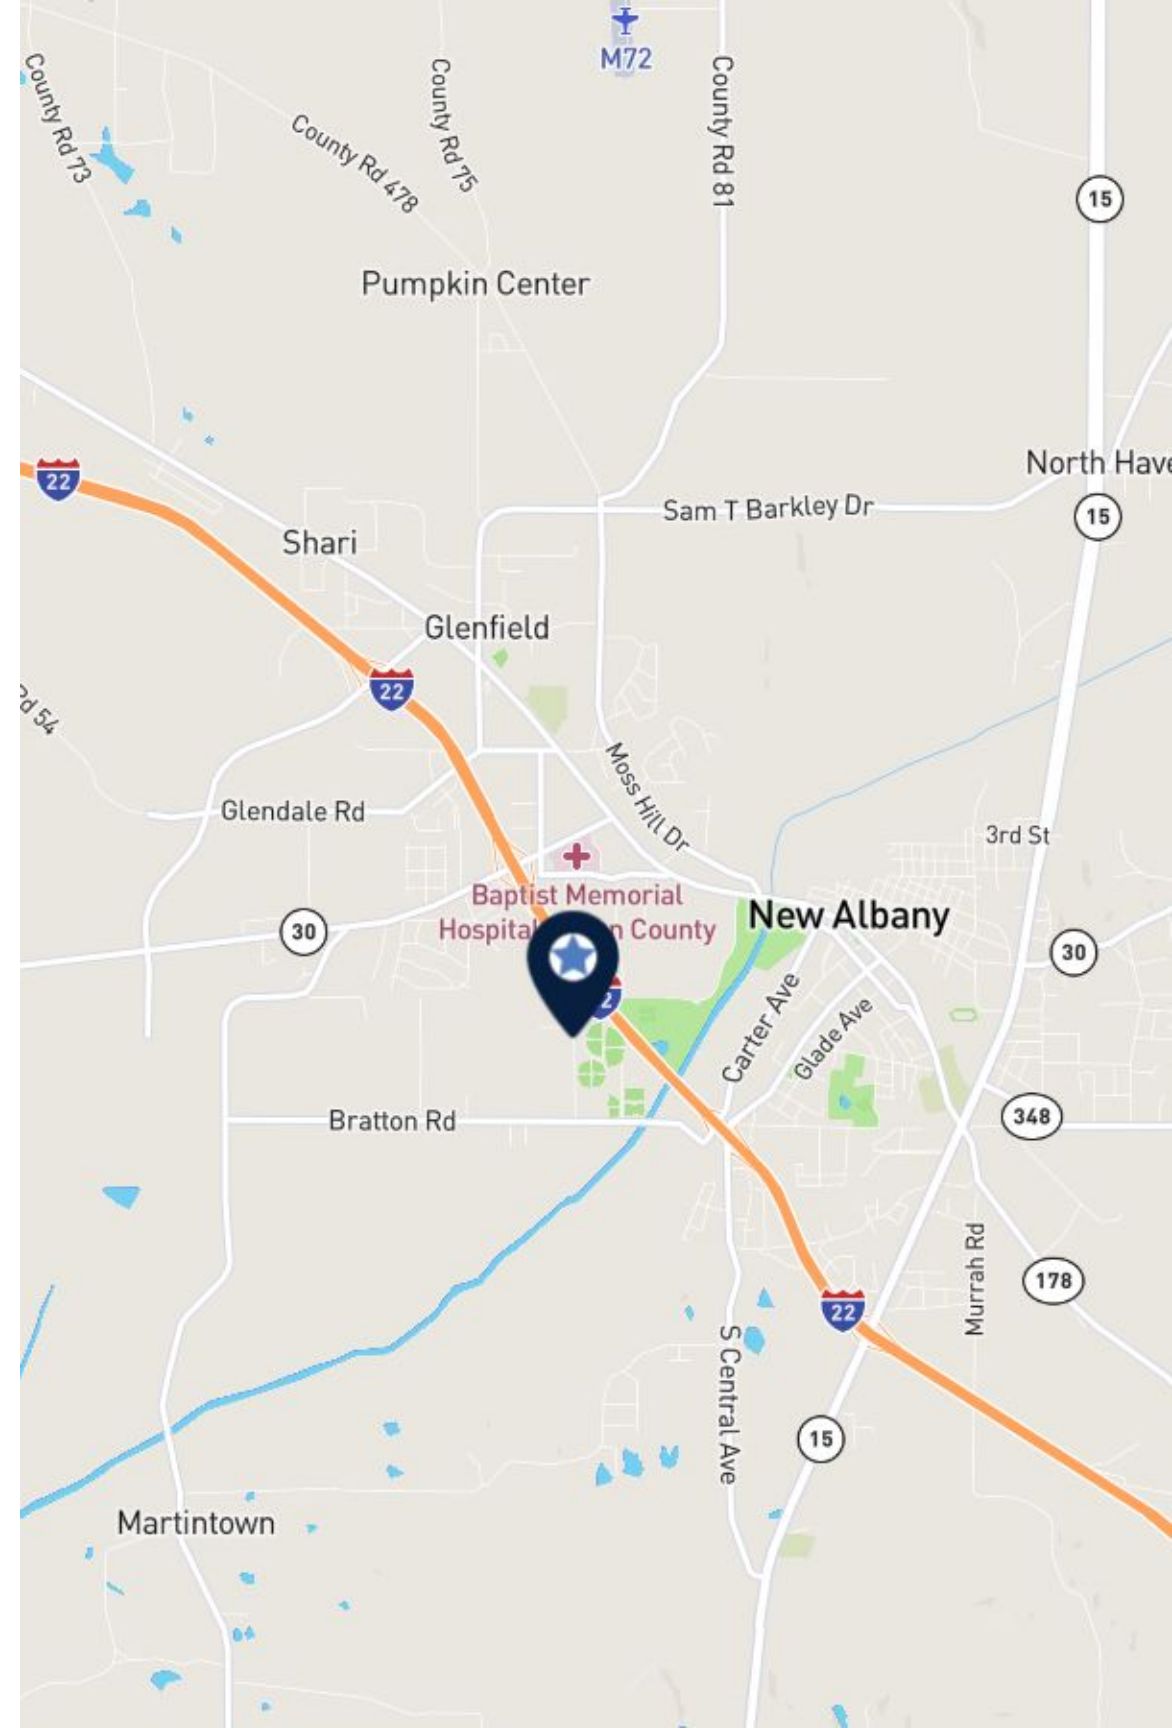 M72
County Rd 73
County Rd 478
County Rd 75
County Rd 81
15
Pumpkin Center
22
North Have
15
Sam T Barkley Dr
Shari
Glenfield
22
Rd 54
Moss Hill Dr
Glendale Rd
3rd St
Baptist Memorial
New Albany
Hospital n County
30
30
2
Carter Ave
Glade Ave
Bratton Rd
348
Murrah Rd
178
22
S Central Ave
15
Martintown